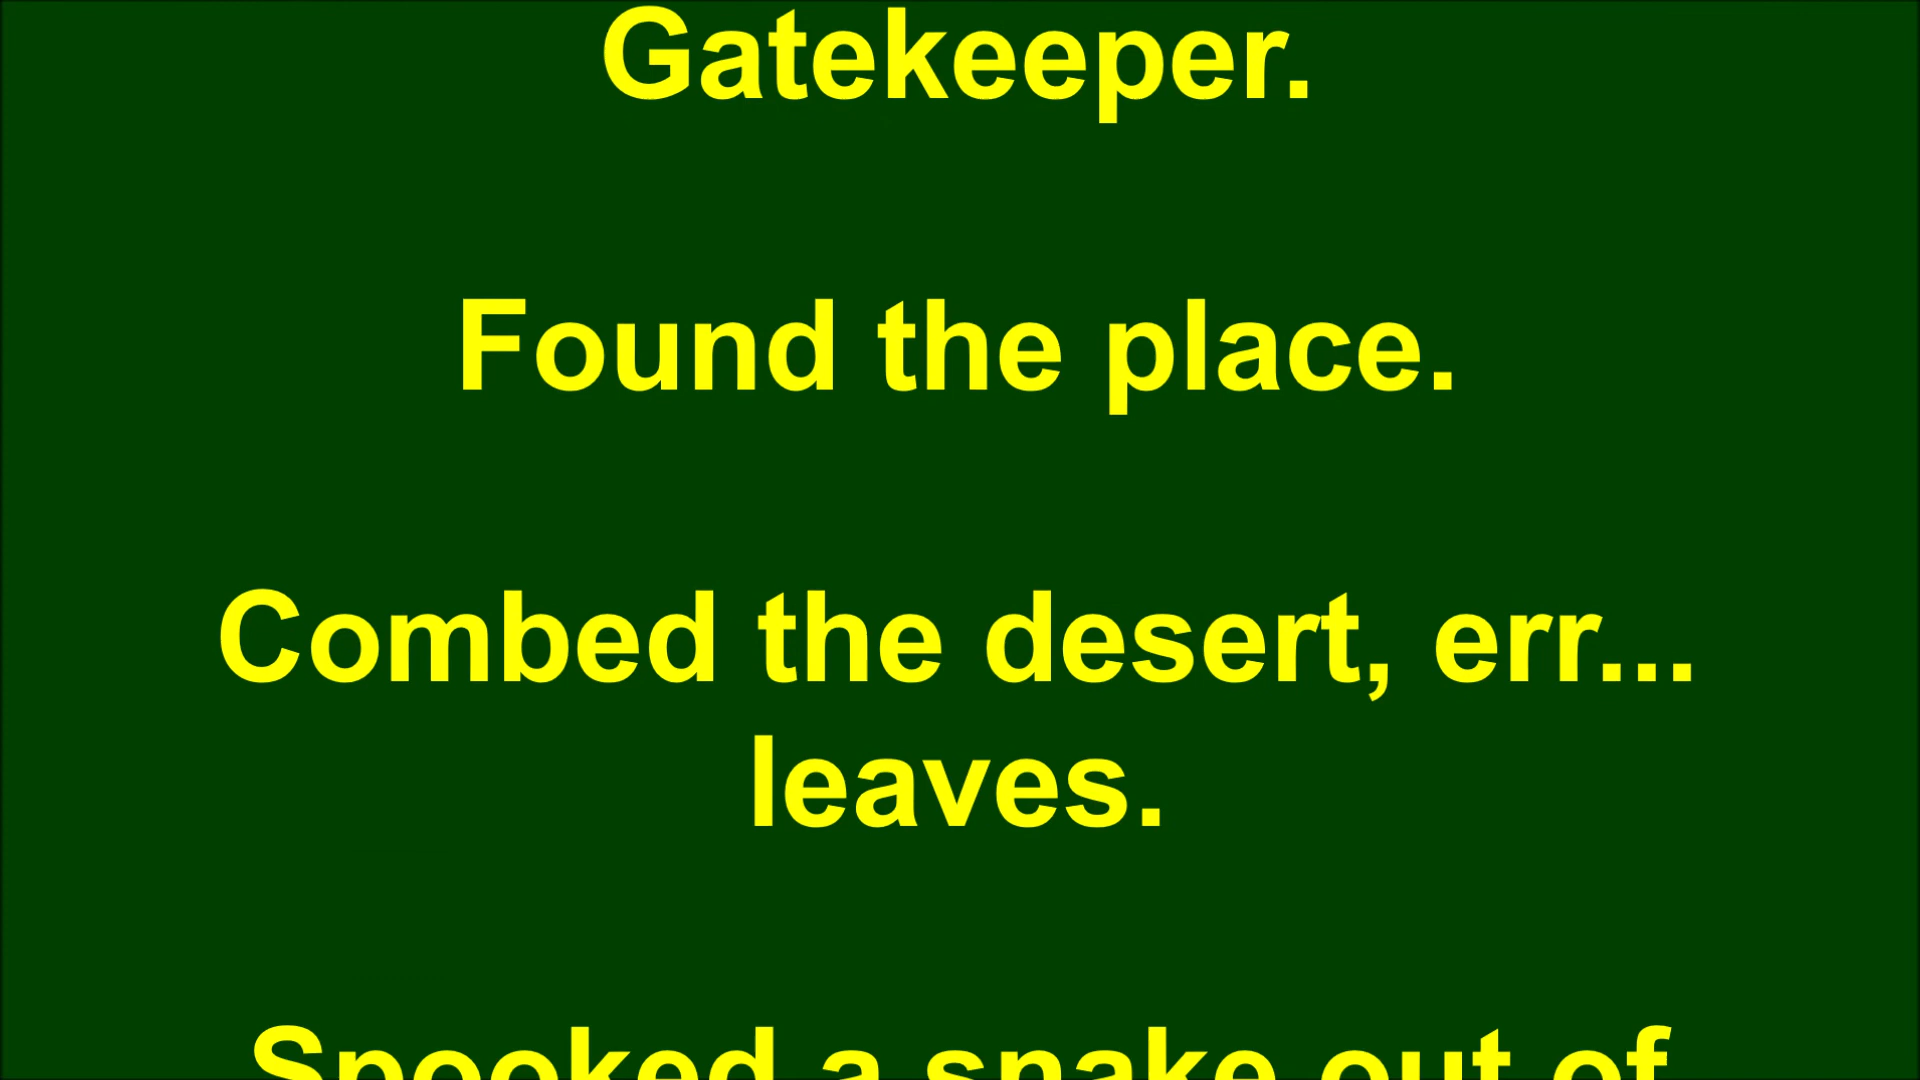 Gatekeeper.
Found the place.
Combed the desert, err...
leaves.
Spooked a snake out of